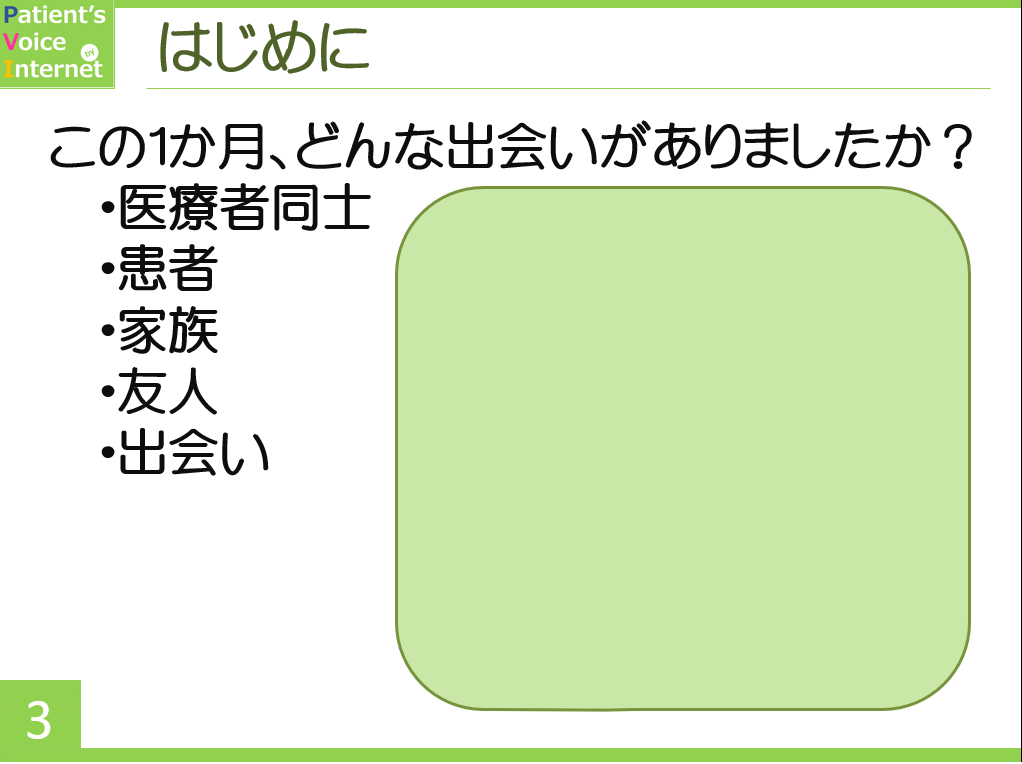 Patient's
Voice by
Internet
はじめに
この1か月、どんな出会いがありましたか？
•医療者同士
•患者
•家族
•友人
•出会い
3